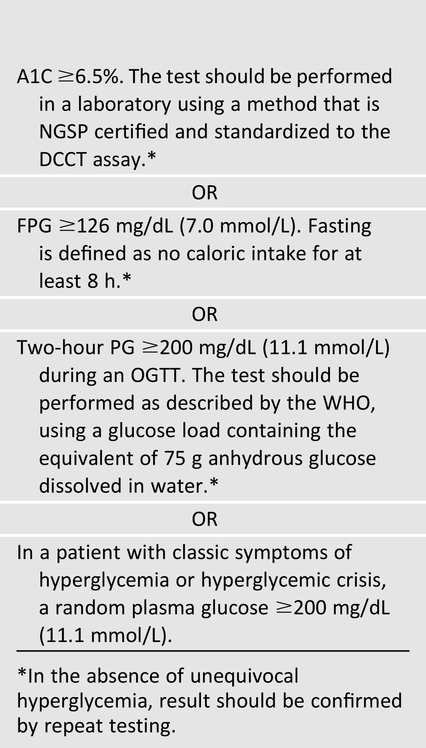 A1C ≥6.5%. The test should be performed
in a laboratory using a method that is
NGSP certified and standardized to the
DCCT assay.*
OR
FPG ≥126 mg/dL (7.0 mmol/L). Fasting
is defined as no caloric intake for at
least 8 h.*
OR
Two-hour PG ≥200 mg/dL (11.1 mmol/L)
during an OGTT. The test should be
performed as described by the WHO,
using a glucose load containing the
equivalent of 75 g anhydrous glucose
dissolved in water.*
OR
In a patient with classic symptoms of
hyperglycemia or hyperglycemic crisis,
a random plasma glucose ≥200 mg/dL
(11.1 mmol/L).
*In the absence of unequivocal
hyperglycemia, result should be confirmed
by repeat testing.